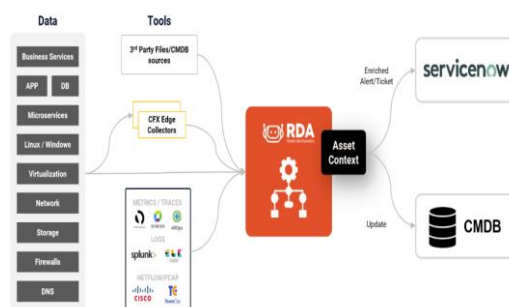 Data
Tools
Business Services
APP
DB
Microservices
Linux / Windows
Virtualization
Network
Storage
Firewalls
DNS
3rd Party Files/CMDB
sources
CFX Edge
Collectors
METRICS / TRACES
LOGS
splunk>
NETFLOW/PCAP
CISCO
RDA
Asset
Context
Enriched
Alert/Ticket
servicenow
Update
CMDB